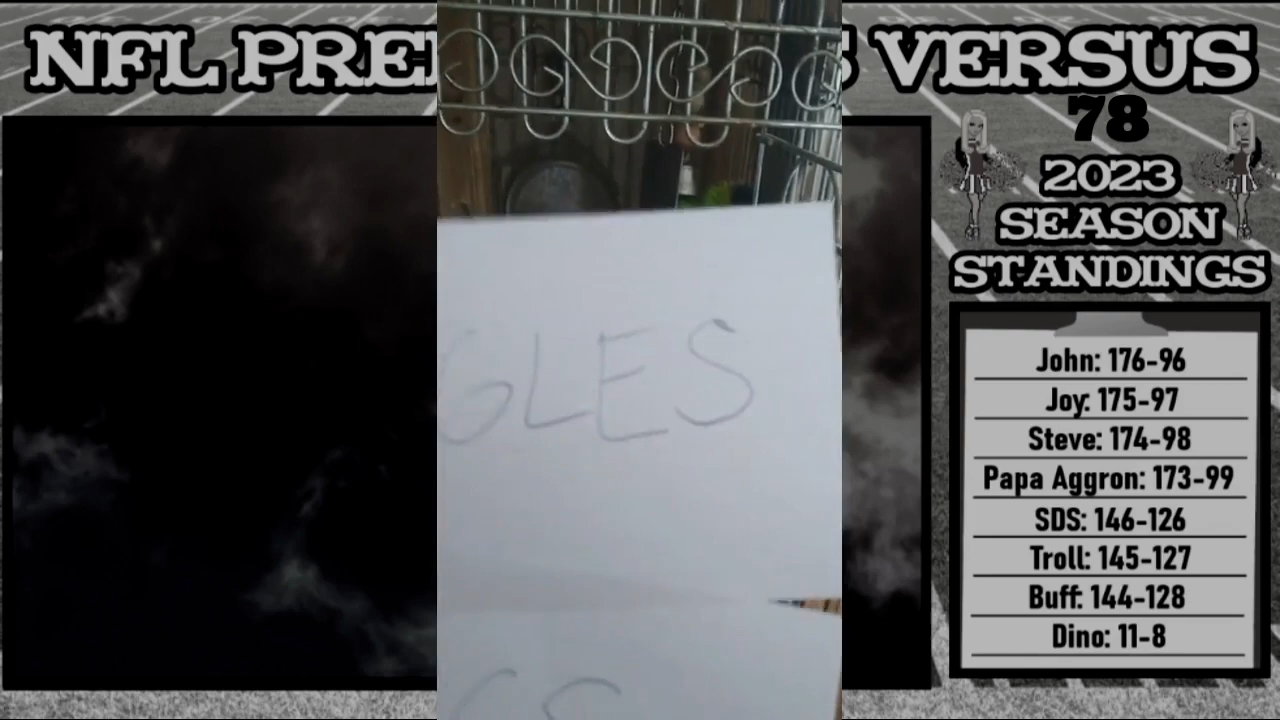 NFL PRE
S VERSUS
78
2023
SEASON
STANDINGS
John: 176-96
Joy: 175-97
Steve: 174-98
Papa Aggron: 173-99
SDS: 146-126
Troll: 145-127
Buff: 144-128
Dino: 11-8
GLES